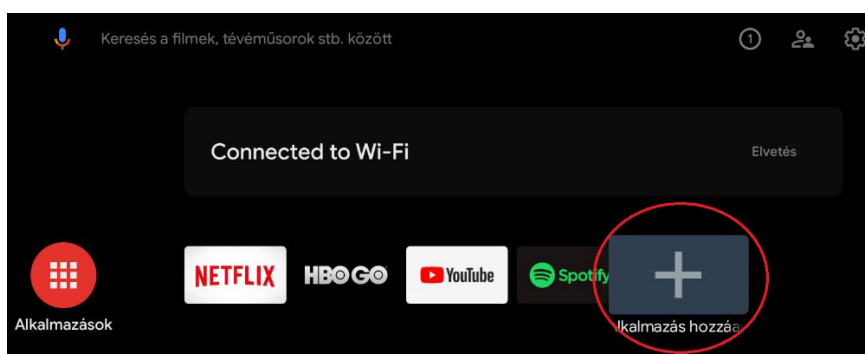 Keresés a filmek, tévéműsorok stb. között
1
Connected to Wi-Fi
Elvetés
NETFLIX
HBO GO
YouTube
Spotify
Alkalmazások
lkalmazás hozzáa